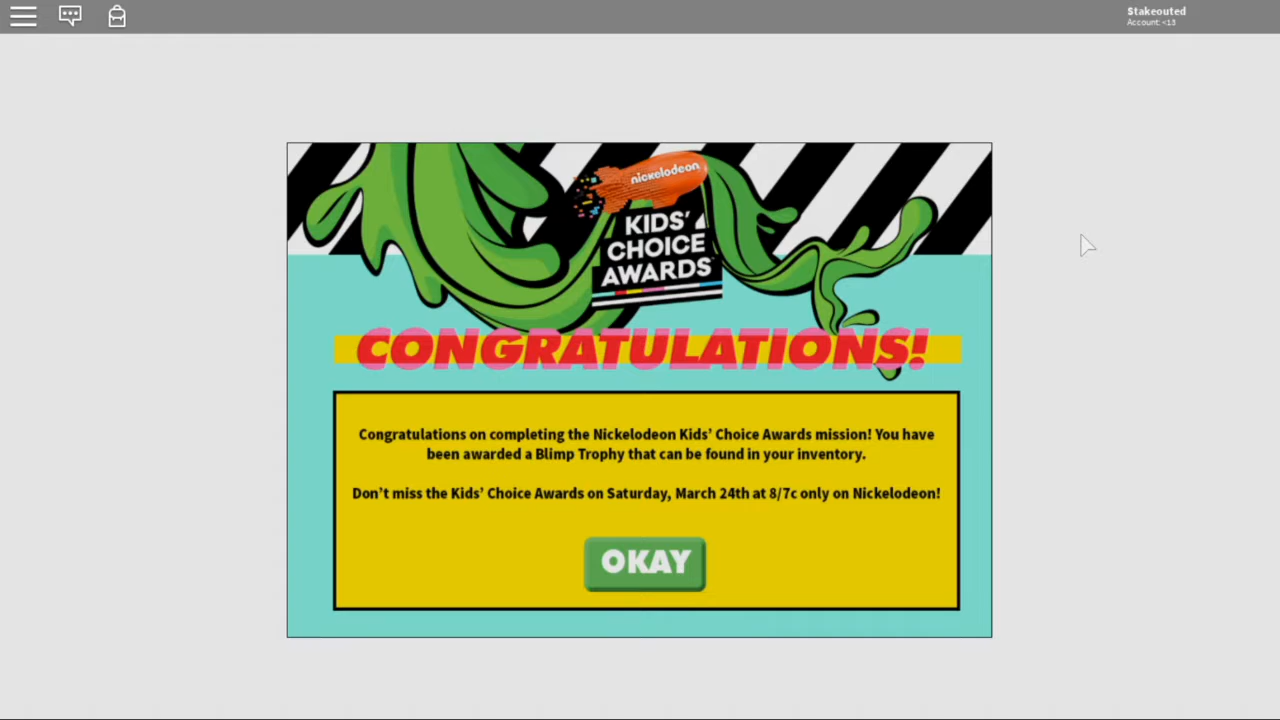 Stakeouted
Account: <13
nickelodeon
KIDS'
CHOICE
AWARDS
CONGRATULATIONS!
Congratulations on completing the Nickelodeon Kids’ Choice Awards mission! You have
been awarded a Blimp Trophy that can be found in your inventory.
Don’t miss the Kids’ Choice Awards on Saturday, March 24th at 8/7c only on Nickelodeon!
OKAY